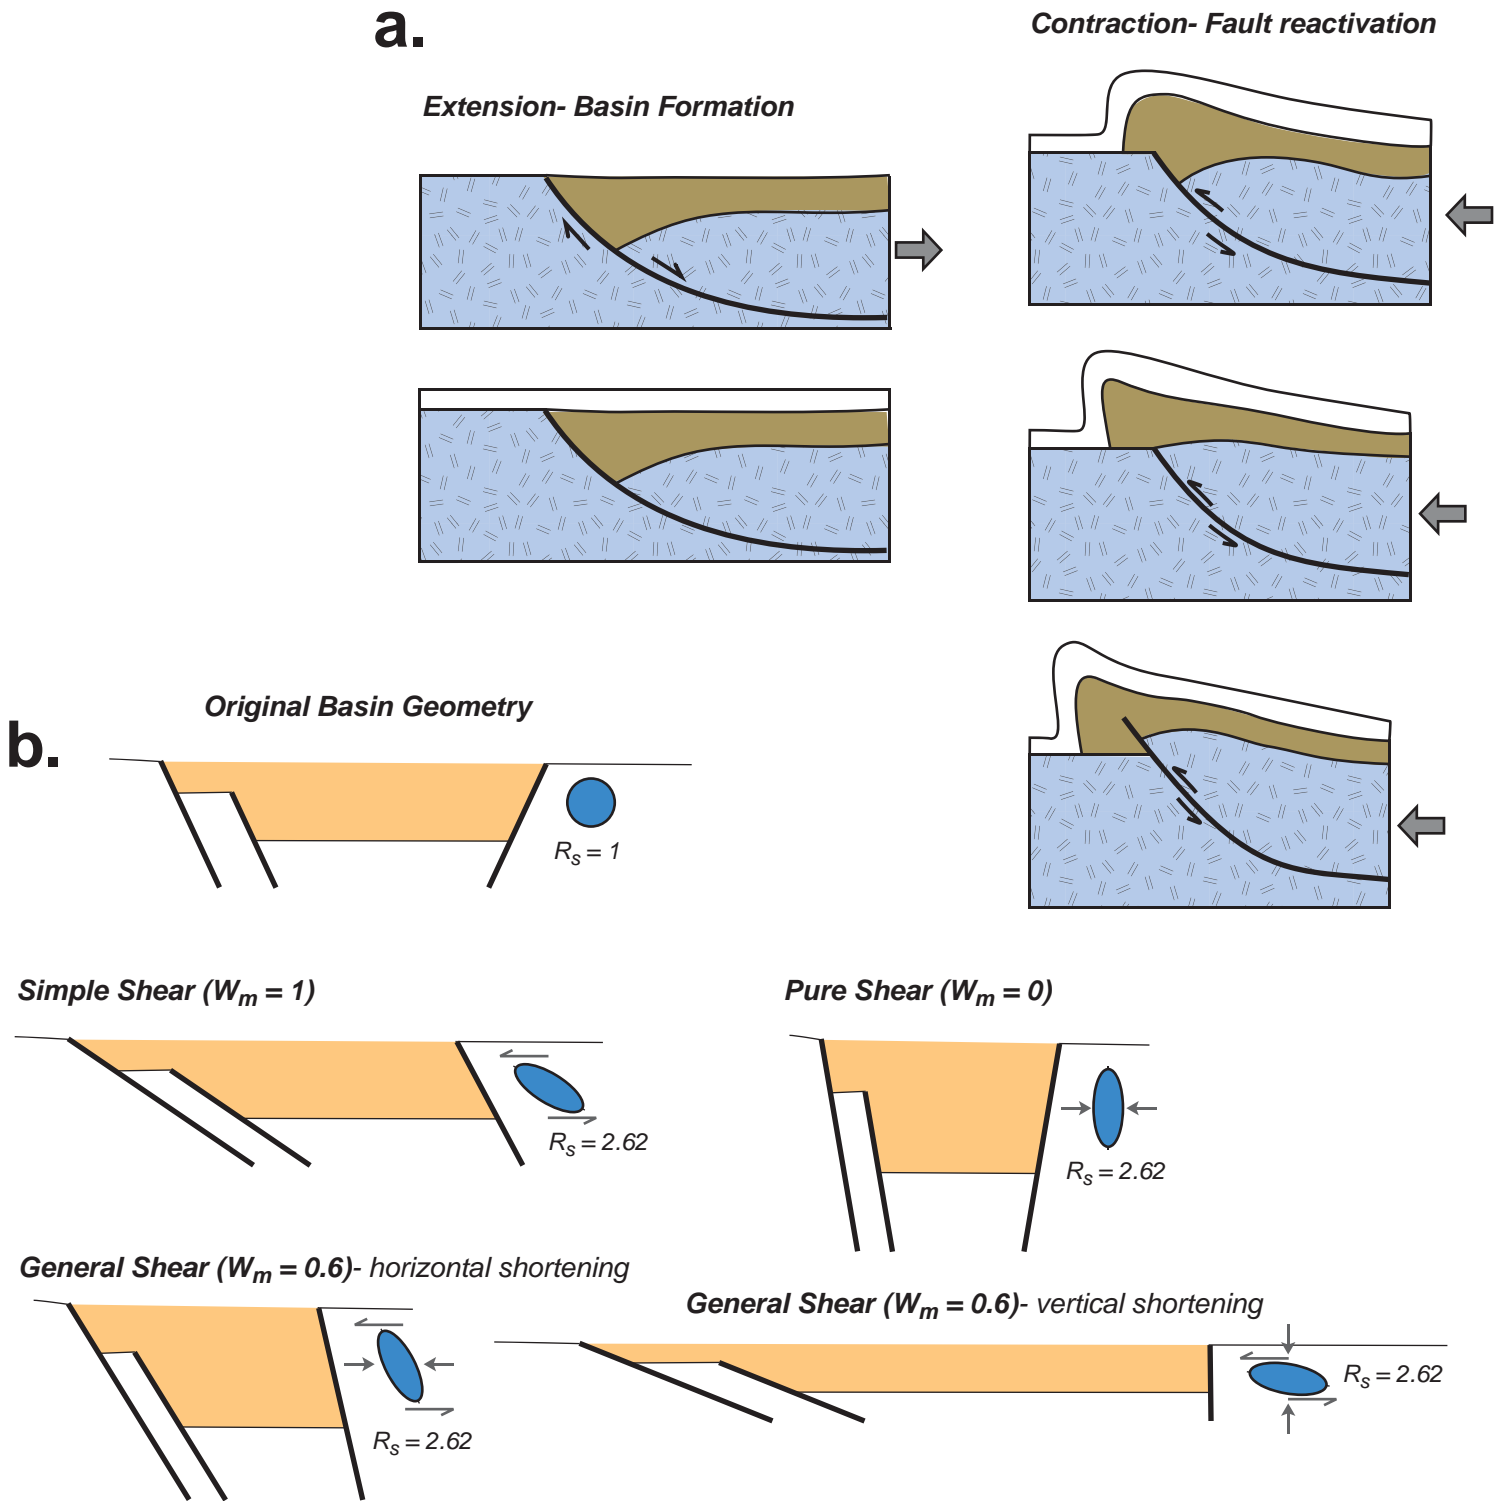 a.
Contraction- Fault reactivation
Extension- Basin Formation
b.
Original Basin Geometry
Rs = 1
Simple Shear (Wm = 1)
Rs = 2.62
Pure Shear (Wm = 0)
Rs = 2.62
General Shear (Wm = 0.6)- horizontal shortening
Rs = 2.62
General Shear (Wm = 0.6)- vertical shortening
Rs = 2.62